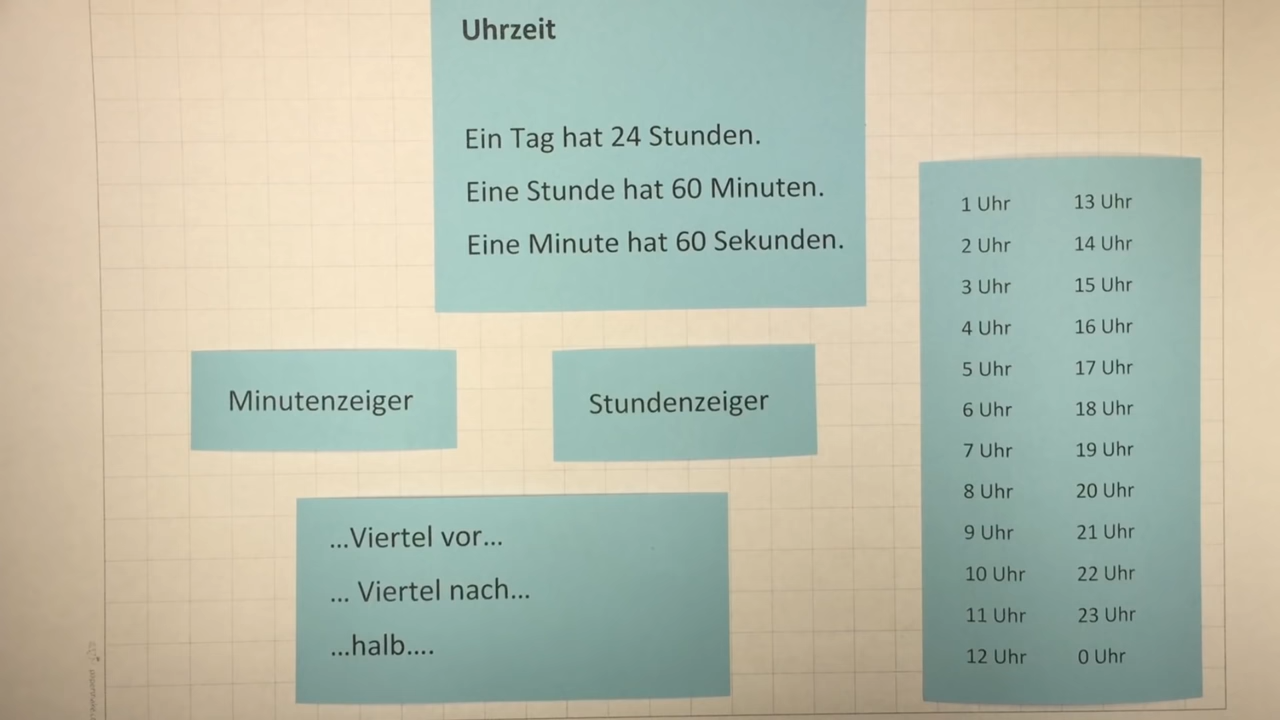 Uhrzeit
Ein Tag hat 24 Stunden.
Eine Stunde hat 60 Minuten.
Eine Minute hat 60 Sekunden.
Minutenzeiger
Stundenzeiger
...Viertel vor...
... Viertel nach...
...halb....
1 Uhr 13 Uhr
2 Uhr 14 Uhr
3 Uhr 15 Uhr
4 Uhr 16 Uhr
5 Uhr 17 Uhr
6 Uhr 18 Uhr
7 Uhr 19 Uhr
8 Uhr 20 Uhr
9 Uhr 21 Uhr
10 Uhr 22 Uhr
11 Uhr 23 Uhr
12 Uhr 0 Uhr